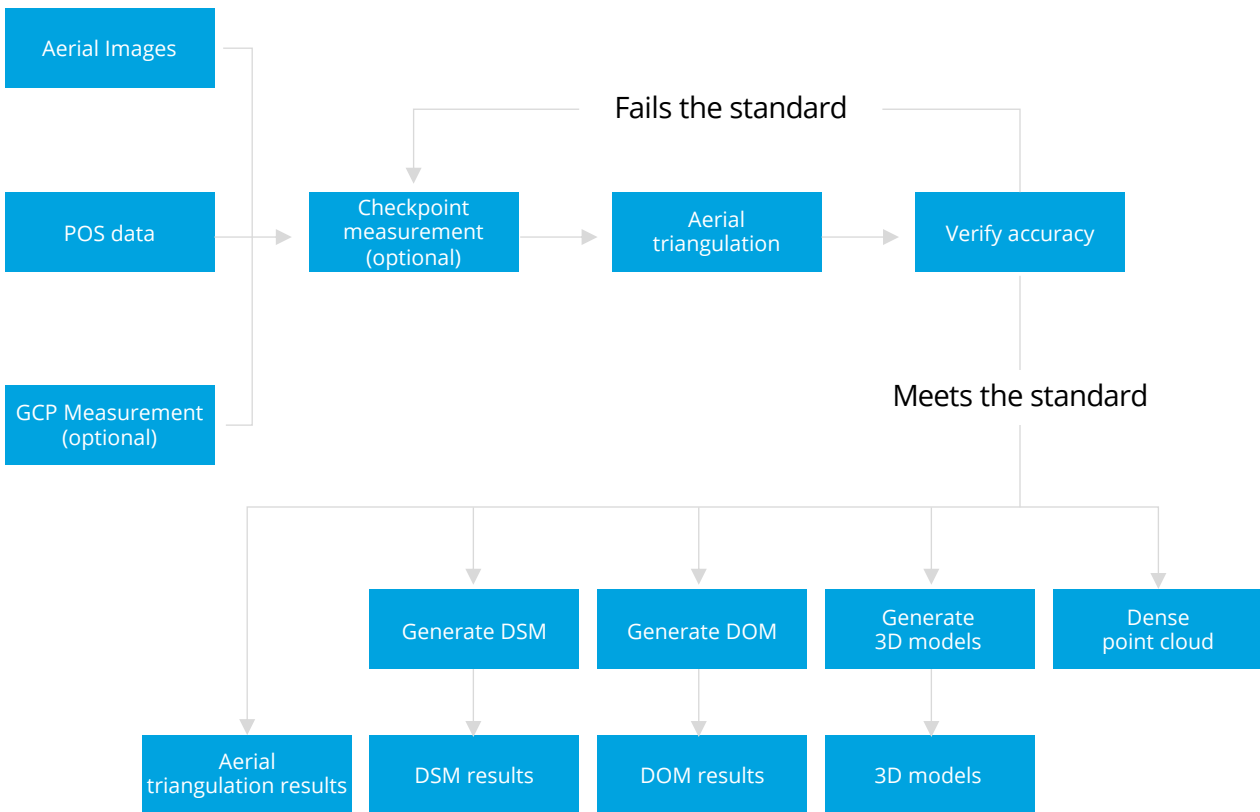 Aerial Images
Fails the standard
POS data
Checkpoint
measurement
(optional)
Aerial
triangulation
Verify accuracy
GCP Measurement
(optional)
Meets the standard
Generate DSM
Generate DOM
Generate
3D models
Dense
point cloud
Aerial
triangulation results
DSM results
DOM results
3D models